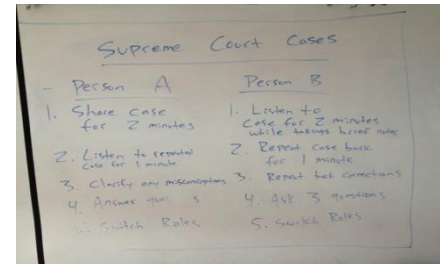 Supreme Court Cases
- Person A
1. Share case
for 2 minutes
2. Listen to repeated
case for 1 minute
3. Clarify any misconceptions
4. Answer
5. Switch Roles
Person B
1. Listen to
case for 2 minutes
while takings brief notes
2. Repeat case back
for 1 minute
3. Repeat back corrections
4. Ask 3 questions
5. Switch Roles